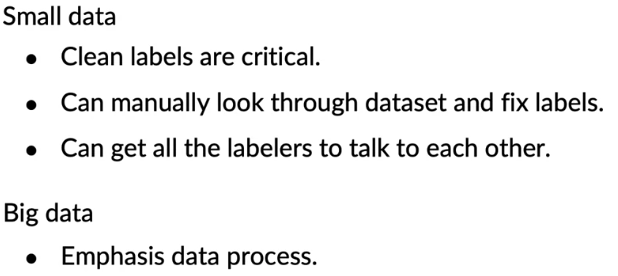 Small data
• Clean labels are critical.
• Can manually look through dataset and fix labels.
• Can get all the labelers to talk to each other.
Big data
• Emphasis data process.